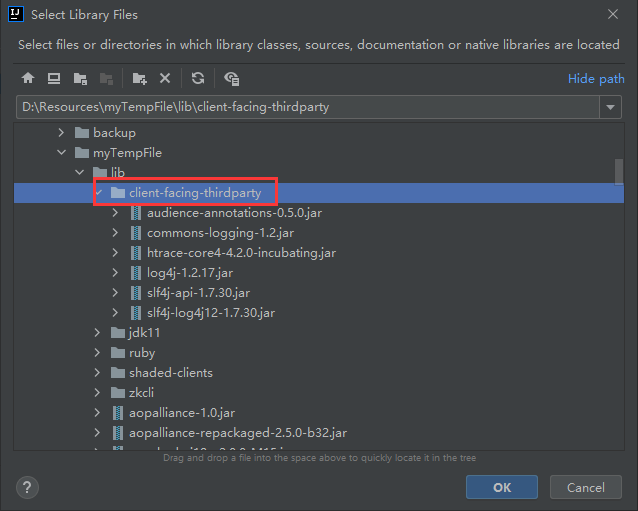 Select Library Files
Select files or directories in which library classes, sources, documentation or native libraries are located
Hide path
D:\Resources\myTempFile\lib\client-facing-thirdparty
backup
myTempFile
lib
client-facing-thirdparty
audience-annotations-0.5.0.jar
commons-logging-1.2.jar
htrace-core4-4.2.0-incubating.jar
log4j-1.2.17.jar
slf4j-api-1.7.30.jar
slf4j-log4j12-1.7.30.jar
jdk11
ruby
shaded-clients
zkcli
aopalliance-1.0.jar
aopalliance-repackaged-2.5.0-b32.jar
Drag and drop a file into the space above to quickly locate it in the tree
?
OK
Cancel